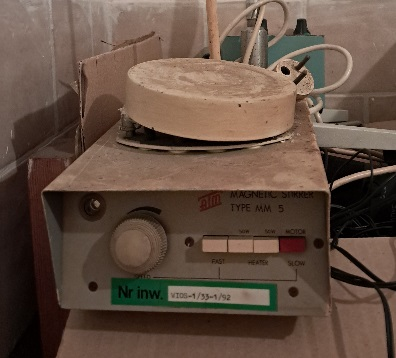 MAGNETIC STIRRER
TYPE MM 5
MOTOR
FAST HEATER SLOW
Nr inw. VIDS-1/33-1/92